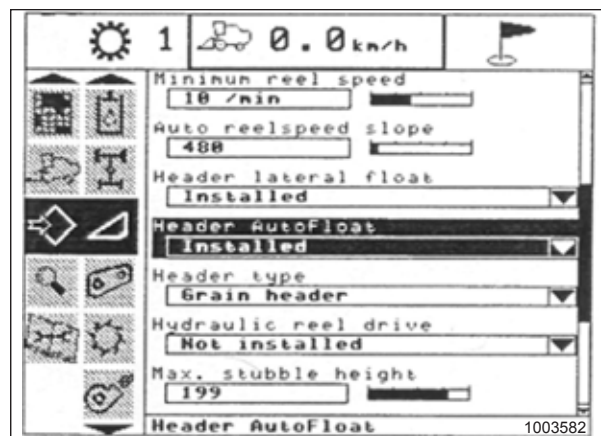 1 0.0km/h
Minimum reel speed
10 /min
Auto reelspeed slope
480
Header lateral float
Installed
Header AutoFloat
Installed
Header type
Grain header
Hydraulic reel drive
Not installed
Max. stubble height
199
Header AutoFloat
1003582